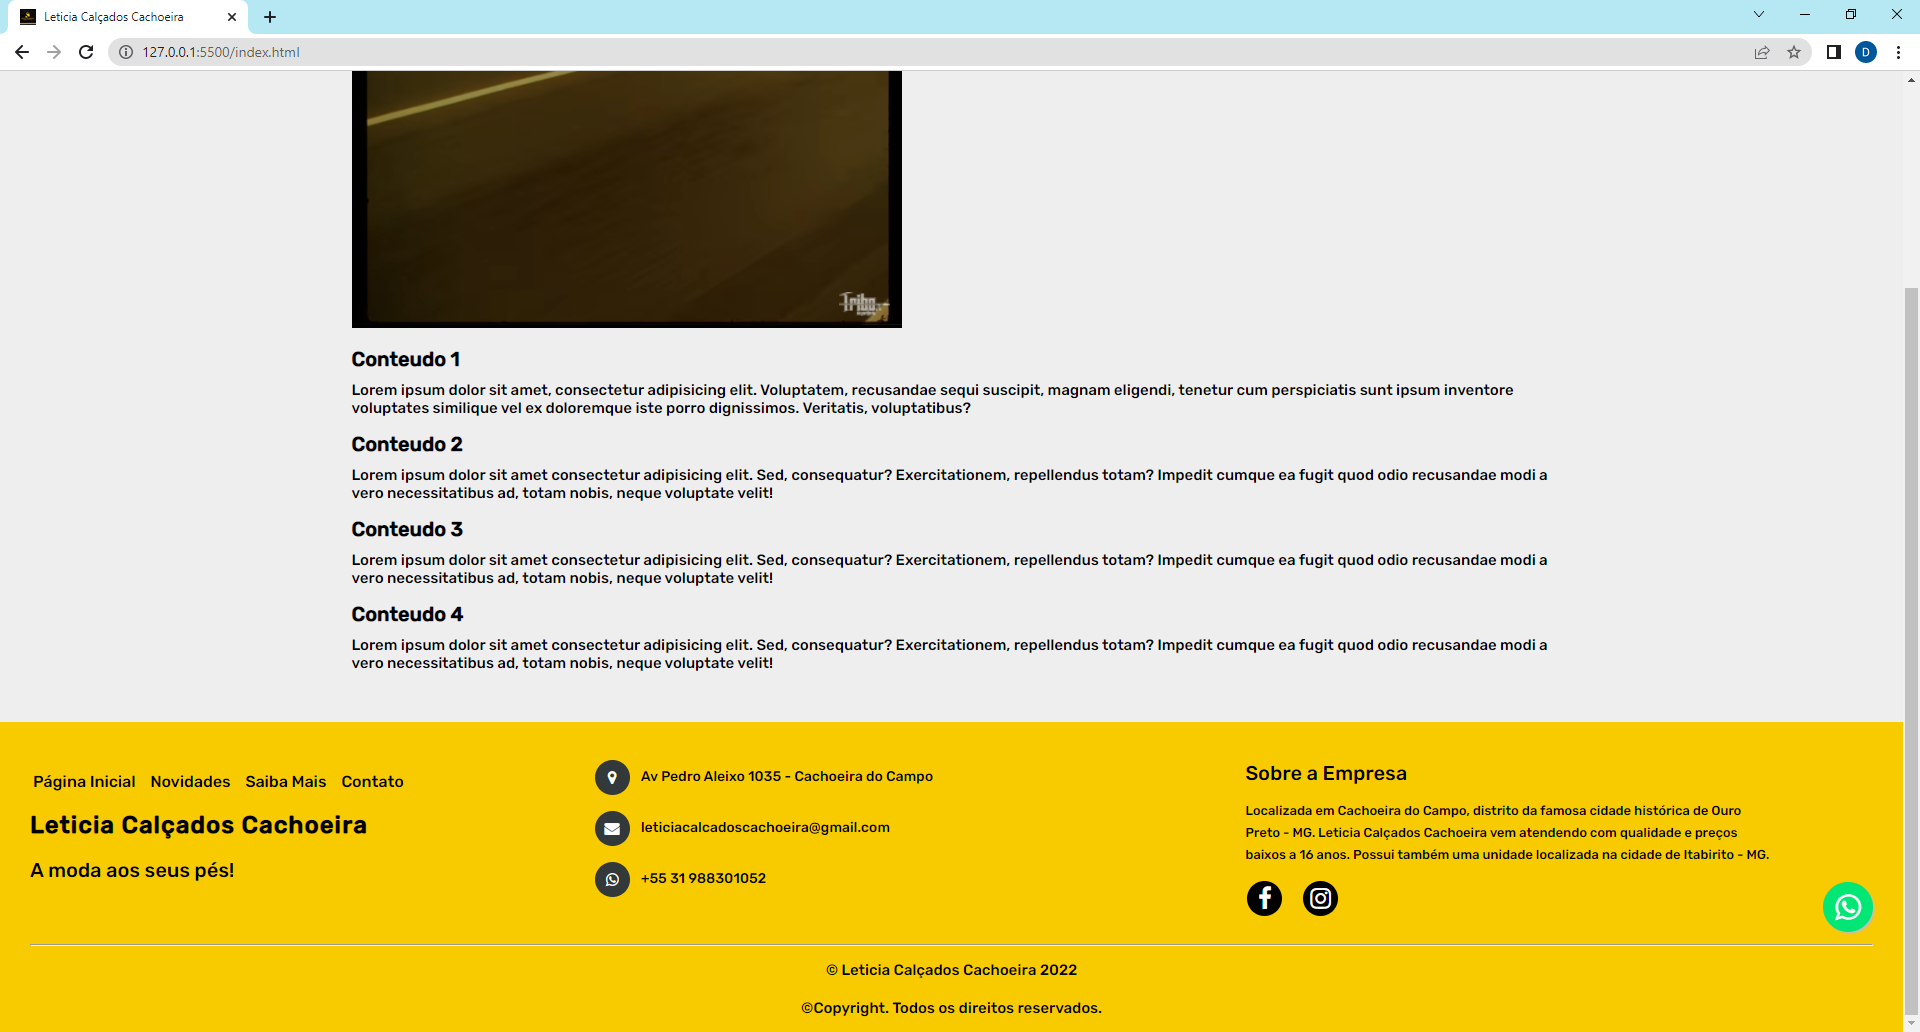 Leticia Calçados Cachoeira
127.0.0.1:5500/index.html
D
Tribo
Conteudo 1
Lorem ipsum dolor sit amet, consectetur adipisicing elit. Voluptatem, recusandae sequi suscipit, magnam eligendi, tenetur cum perspiciatis sunt ipsum inventore
voluptates similique vel ex doloremque iste porro dignissimos. Veritatis, voluptatibus?
Conteudo 2
Lorem ipsum dolor sit amet consectetur adipisicing elit. Sed, consequatur? Exercitationem, repellendus totam? Impedit cumque ea fugit quod odio recusandae modi a
vero necessitatibus ad, totam nobis, neque voluptate velit!
Conteudo 3
Lorem ipsum dolor sit amet consectetur adipisicing elit. Sed, consequatur? Exercitationem, repellendus totam? Impedit cumque ea fugit quod odio recusandae modi a
vero necessitatibus ad, totam nobis, neque voluptate velit!
Conteudo 4
Lorem ipsum dolor sit amet consectetur adipisicing elit. Sed, consequatur? Exercitationem, repellendus totam? Impedit cumque ea fugit quod odio recusandae modi a
vero necessitatibus ad, totam nobis, neque voluptate velit!
Página Inicial Novidades Saiba Mais Contato
Leticia Calçados Cachoeira
A moda aos seus pés!
Av Pedro Aleixo 1035 - Cachoeira do Campo
leticiacalcadoscachoeira@gmail.com
+55 31 988301052
Sobre a Empresa
Localizada em Cachoeira do Campo, distrito da famosa cidade histórica de Ouro
Preto - MG. Leticia Calçados Cachoeira vem atendendo com qualidade e preços
baixos a 16 anos. Possui também uma unidade localizada na cidade de Itabirito - MG.
© Leticia Calçados Cachoeira 2022
©Copyright. Todos os direitos reservados.